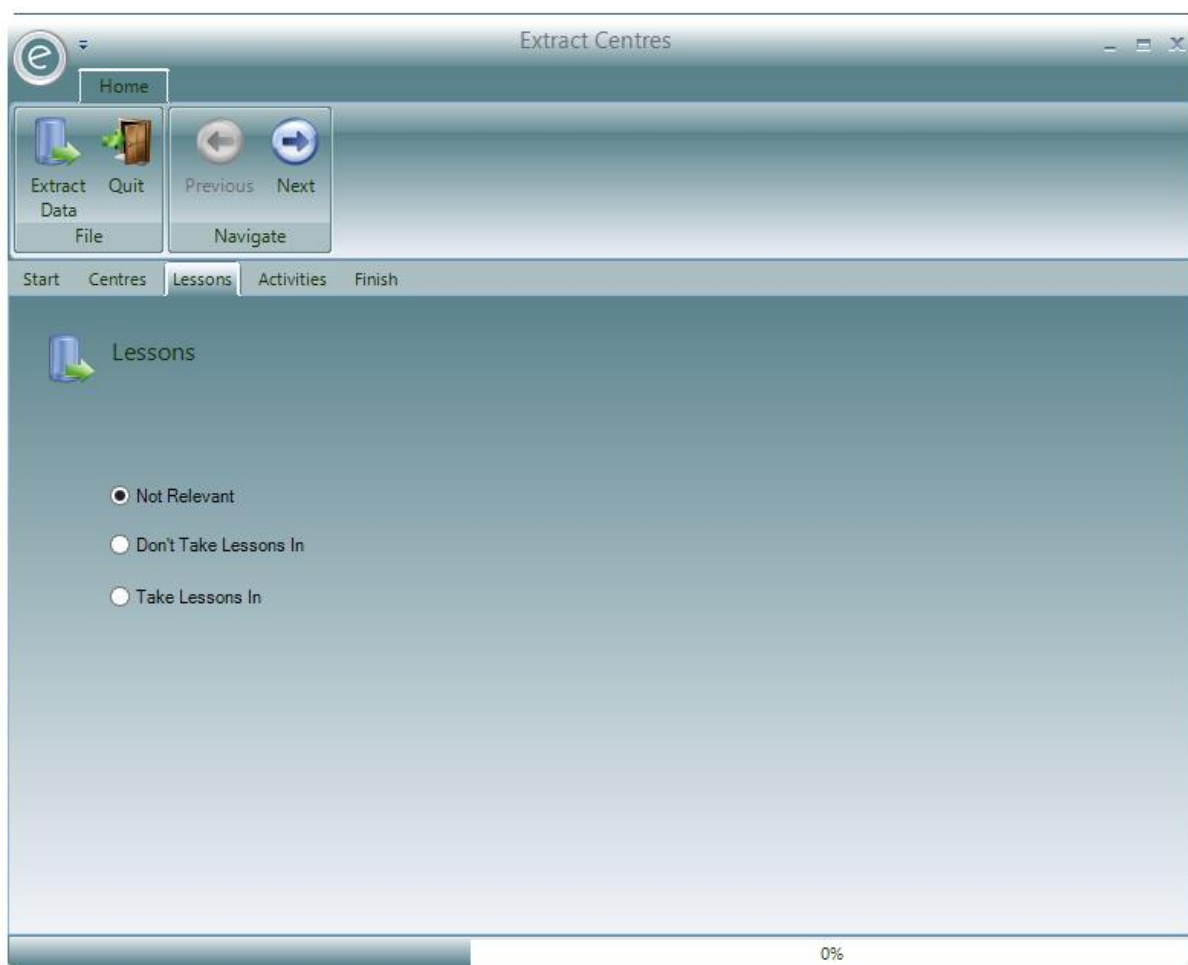 Extract Centres
Home
Extract Data
Quit
Previous
Next
File
Navigate
Start Centres Lessons Activities Finish
Lessons
Not Relevant
Don't Take Lessons In
Take Lessons In
0%